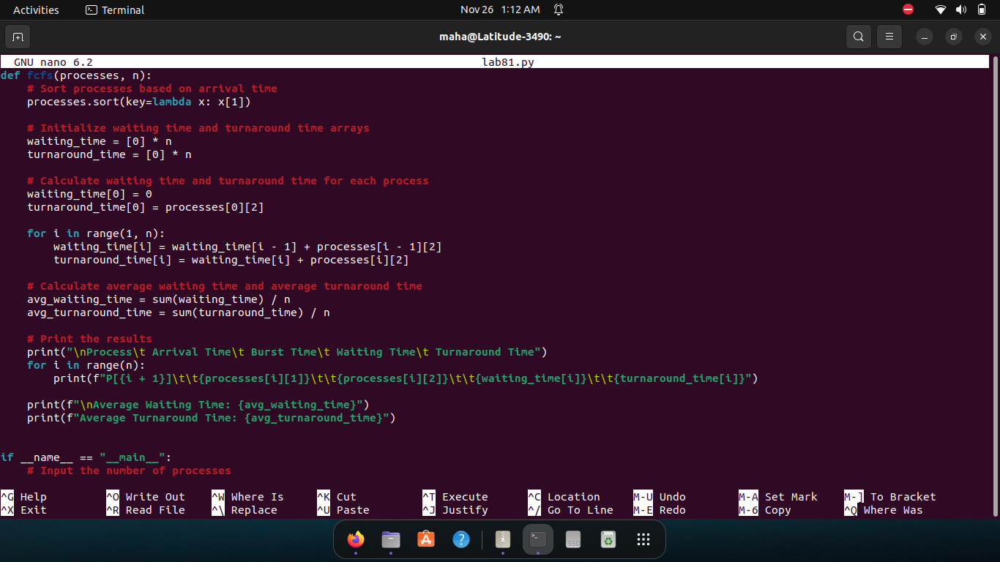 Activities Terminal Nov 26 1:12 AM
maha@Latitude-3490: ~
GNU nano 6.2 lab81.py
def fcfs(processes, n):
    # Sort processes based on arrival time
    processes.sort(key=lambda x: x[1])

    # Initialize waiting time and turnaround time arrays
    waiting_time = [0] * n
    turnaround_time = [0] * n

    # Calculate waiting time and turnaround time for each process
    waiting_time[0] = 0
    turnaround_time[0] = processes[0][2]

    for i in range(1, n):
        waiting_time[i] = waiting_time[i - 1] + processes[i - 1][2]
        turnaround_time[i] = waiting_time[i] + processes[i][2]

    # Calculate average waiting time and average turnaround time
    avg_waiting_time = sum(waiting_time) / n
    avg_turnaround_time = sum(turnaround_time) / n

    # Print the results
    print("\nProcess\t Arrival Time\t Burst Time\t Waiting Time\t Turnaround Time")
    for i in range(n):
        print(f"P[{i + 1}]\t\t{processes[i][1]}\t\t{processes[i][2]}\t\t{waiting_time[i]}\t\t{turnaround_time[i]}")

    print(f"\nAverage Waiting Time: {avg_waiting_time}")
    print(f"Average Turnaround Time: {avg_turnaround_time}")

if __name__ == "__main__":
    # Input the number of processes
^G Help ^O Write Out ^W Where Is ^K Cut ^T Execute ^C Location M-U Undo M-A Set Mark M-] To Bracket
^X Exit ^R Read File ^\ Replace ^U Paste ^J Justify ^/ Go To Line M-E Redo M-6 Copy ^Q Where Was
SSD